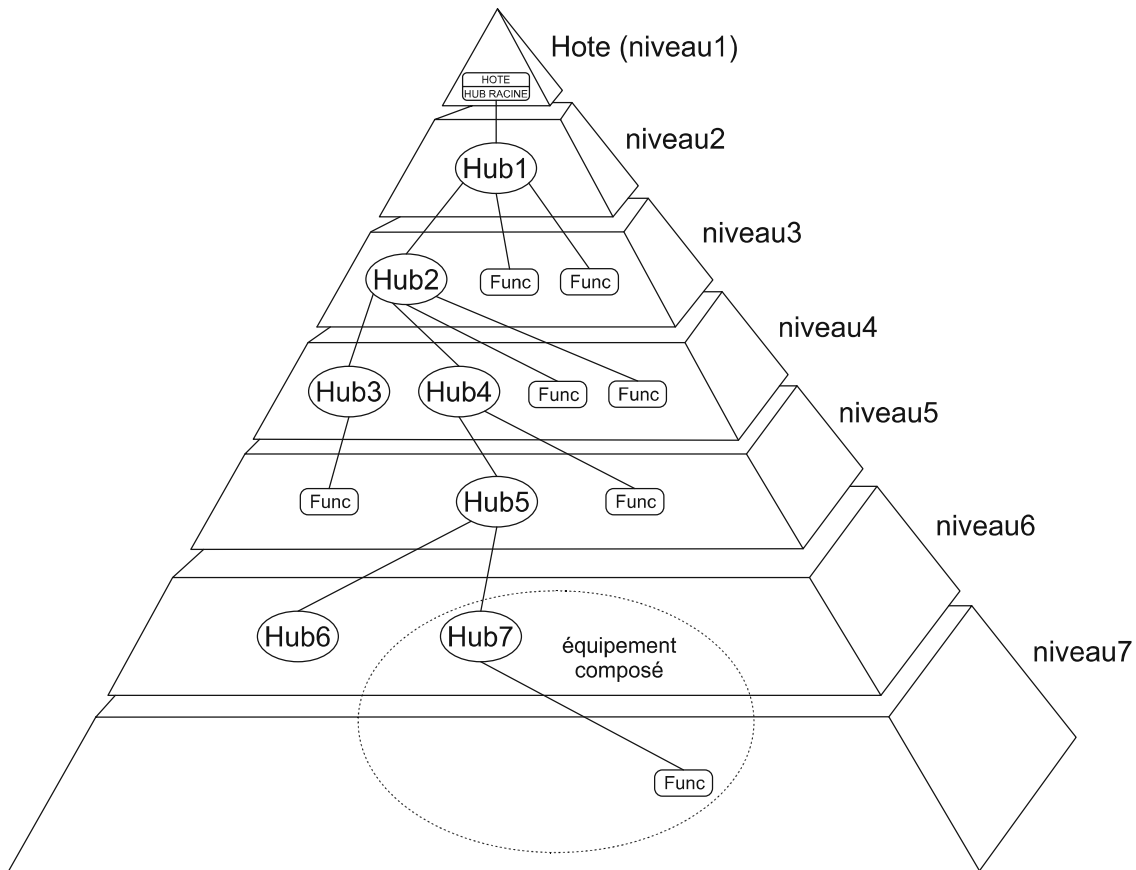 Hote (niveau1)
HOTE
HUB RACINE
niveau2
Hub1
niveau3
Hub2
Func
Func
niveau4
Hub3
Hub4
Func
Func
niveau5
Func
Hub5
Func
niveau6
Hub6
Hub7
équipement
composé
niveau7
Func